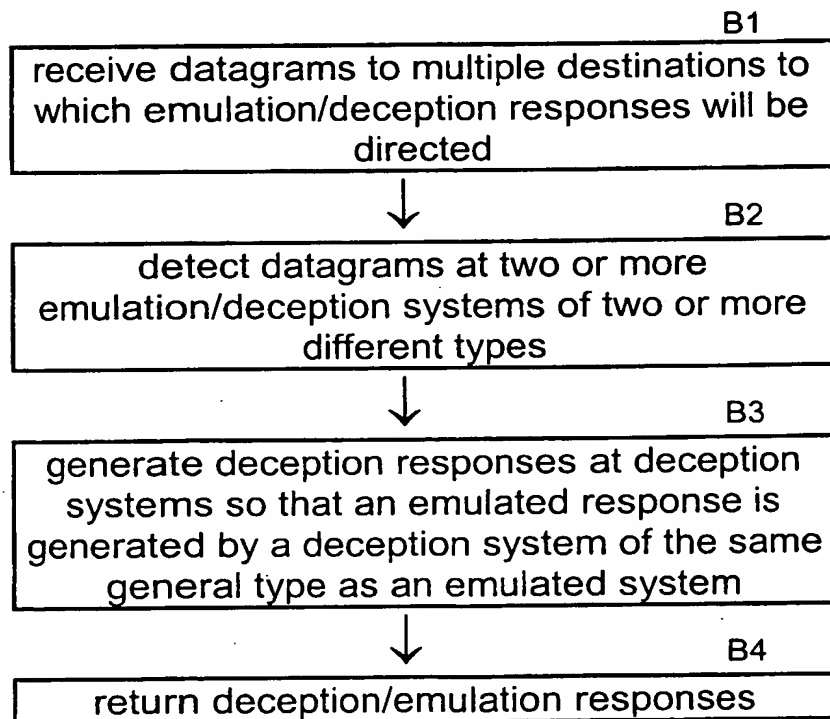 B1
receive datagrams to multiple destinations to
which emulation/deception responses will be
directed
B2
detect datagrams at two or more
emulation/deception systems of two or more
different types
B3
generate deception responses at deception
systems so that an emulated response is
generated by a deception system of the same
general type as an emulated system
B4
return deception/emulation responses